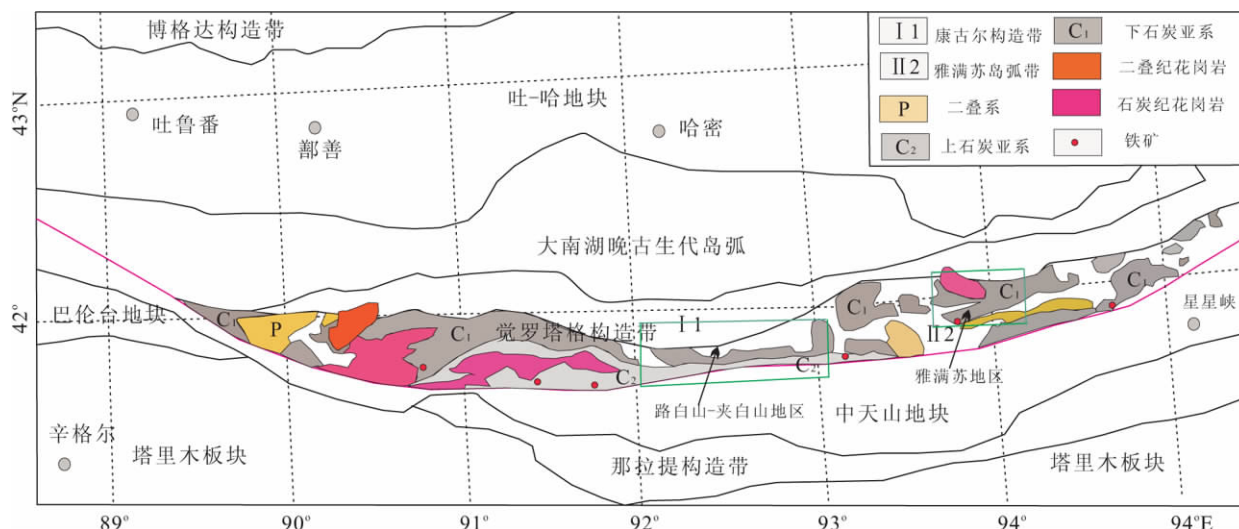 博格达构造带
吐-哈地块
43°N
吐鲁番
鄯善
哈密
Ⅰ1 康古尔构造带
Ⅱ2 雅满苏岛弧带
P 二叠系
C₂ 上石炭亚系
C₁ 下石炭亚系
二叠纪花岗岩
石炭纪花岗岩
铁矿
大南湖晚古生代岛弧
42°
巴伦台地块
C₁
P
C₁
觉罗塔格构造带
Ⅰ1
C₁
C₁
C₁
Ⅱ2
星星峡
C₂
C₂
雅满苏地区
路白山-夹白山地区
中天山地块
辛格尔
塔里木板块
那拉提构造带
塔里木板块
89°
90°
91°
92°
93°
94°
94°E